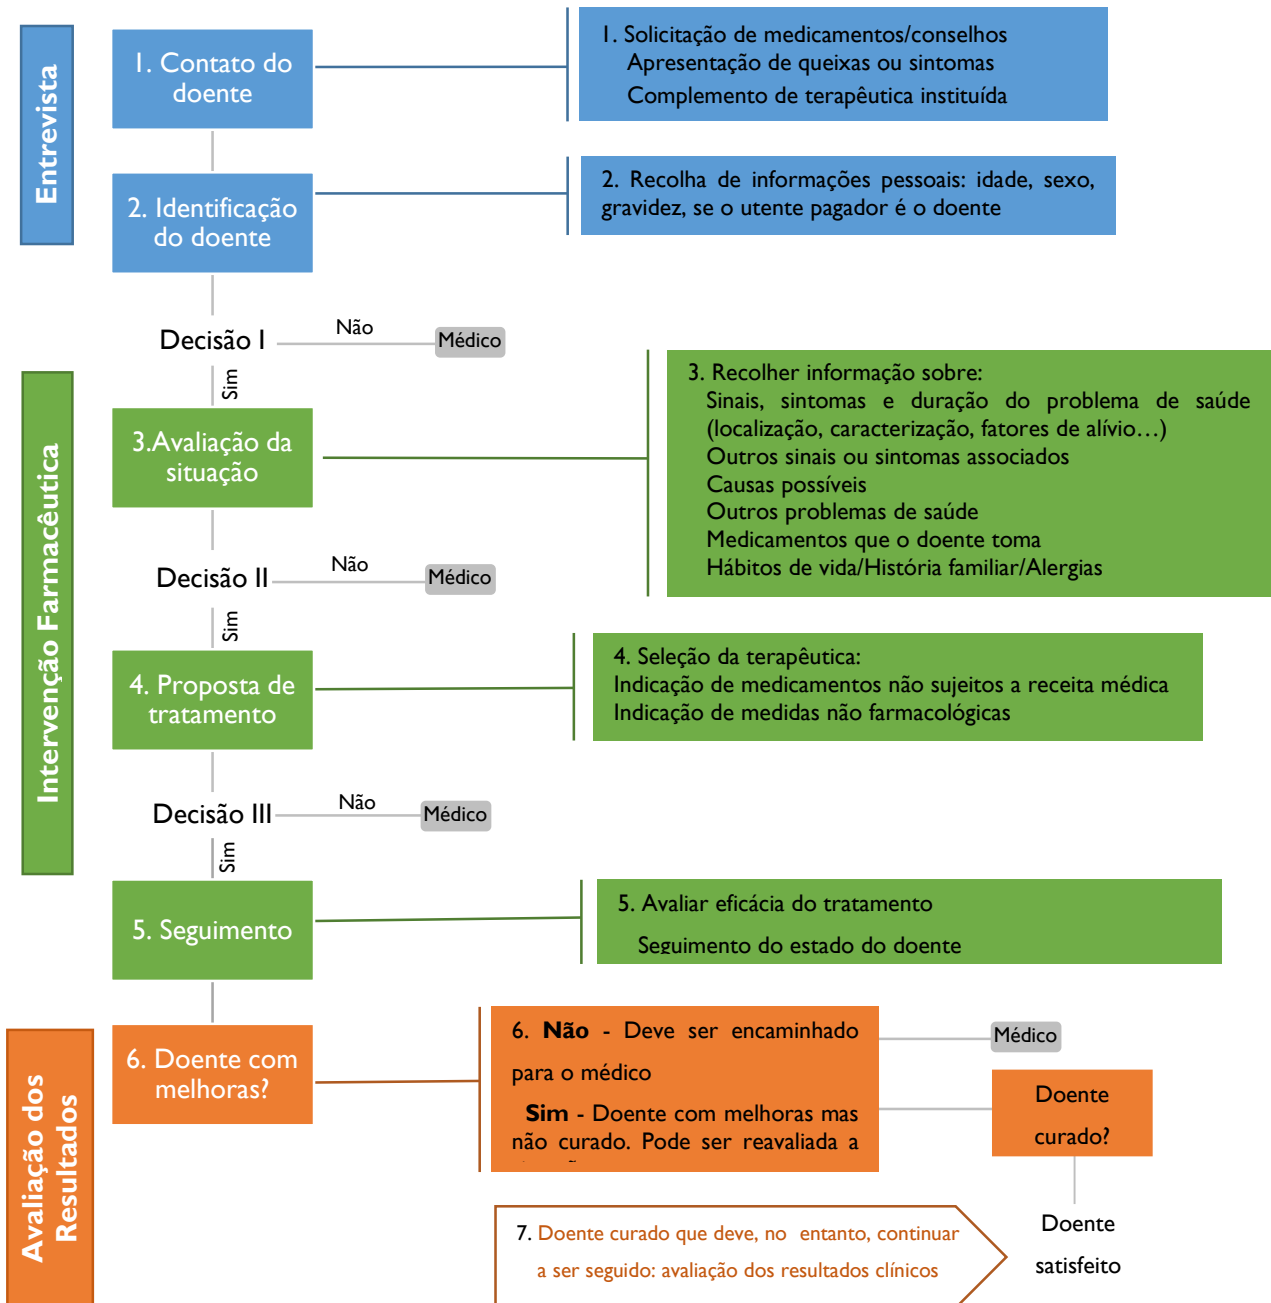 Entrevista
1. Contato do
doente
1. Solicitação de medicamentos/conselhos
Apresentação de queixas ou sintomas
Complemento de terapêutica instituída
2. Identificação
do doente
2. Recolha de informações pessoais: idade, sexo,
gravidez, se o utente pagador é o doente
Decisão I
Não
Médico
Sim
Intervenção Farmacêutica
3.Avaliação da
situação
3. Recolher informação sobre:
Sinais, sintomas e duração do problema de saúde
(localização, caracterização, fatores de alívio…)
Outros sinais ou sintomas associados
Causas possíveis
Outros problemas de saúde
Medicamentos que o doente toma
Hábitos de vida/História familiar/Alergias
Decisão II
Não
Médico
Sim
4. Proposta de
tratamento
4. Seleção da terapêutica:
Indicação de medicamentos não sujeitos a receita médica
Indicação de medidas não farmacológicas
Decisão III
Não
Médico
Sim
5. Seguimento
5. Avaliar eficácia do tratamento
Seguimento do estado do doente
Avaliação dos
Resultados
6. Doente com
melhoras?
6. Não - Deve ser encaminhado
para o médico
Sim - Doente com melhoras mas
não curado. Pode ser reavaliada a
Médico
Doente
curado?
Doente
satisfeito
7. Doente curado que deve, no entanto, continuar
a ser seguido: avaliação dos resultados clínicos